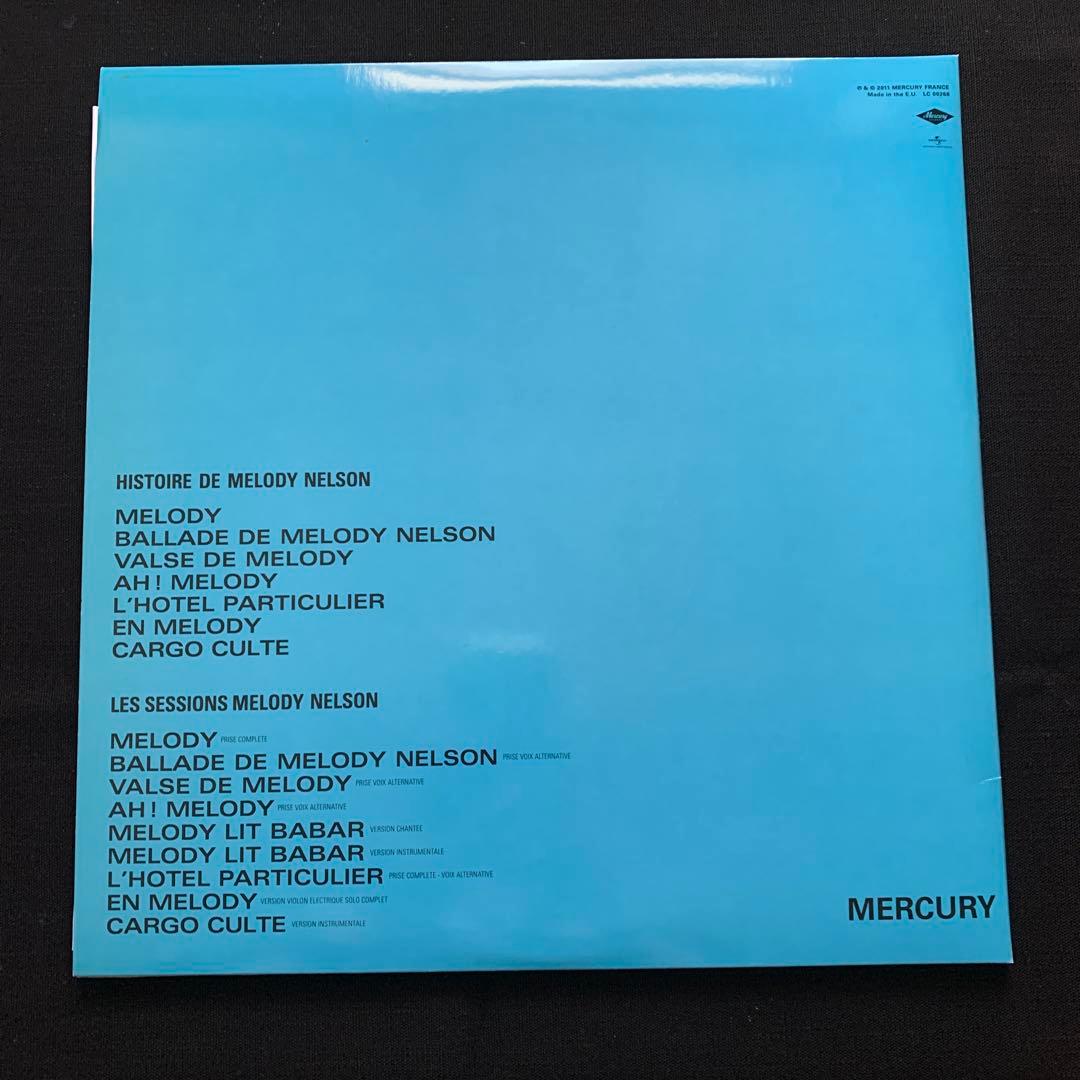 ℗ & © 2011 MERCURY FRANCE
Made in the E.U. LC 00268
Mercury
HISTOIRE DE MELODY NELSON
MELODY
BALLADE DE MELODY NELSON
VALSE DE MELODY
AH! MELODY
L'HOTEL PARTICULIER
EN MELODY
CARGO CULTE
LES SESSIONS MELODY NELSON
MELODY PRISE COMPLETE
BALLADE DE MELODY NELSON PRISE VOIX ALTERNATIVE
VALSE DE MELODY PRISE VOIX ALTERNATIVE
AH! MELODY PRISE VOIX ALTERNATIVE
MELODY LIT BABAR VERSION CHANTEE
MELODY LIT BABAR VERSION INSTRUMENTALE
L'HOTEL PARTICULIER PRISE COMPLETE - VOIX ALTERNATIVE
EN MELODY VERSION VIOLON ELECTRIQUE SOLO COMPLET
CARGO CULTE VERSION INSTRUMENTALE
MERCURY